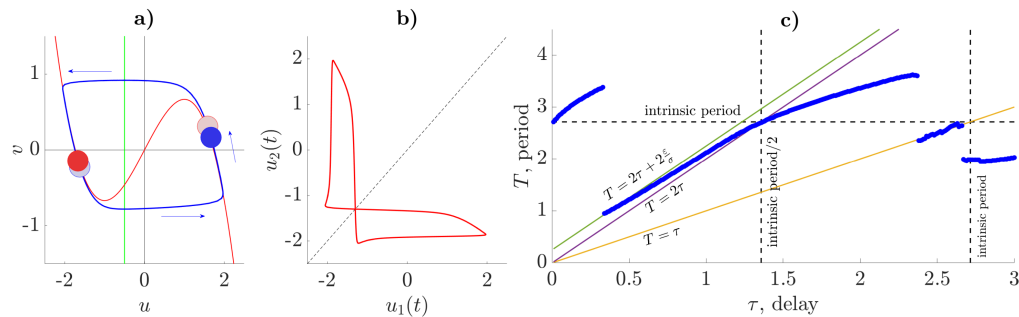 a)
1
0
-1
v
-2
0
2
u
b)
2
1
0
-1
-2
u₂(t)
-2
0
2
u₁(t)
c)
4
3
2
1
0
T, period
intrinsic period
T = 2τ + 2ε/σ
T = 2τ
T = τ
intrinsic period/2
intrinsic period
0
0.5
1
1.5
2
2.5
3
τ, delay